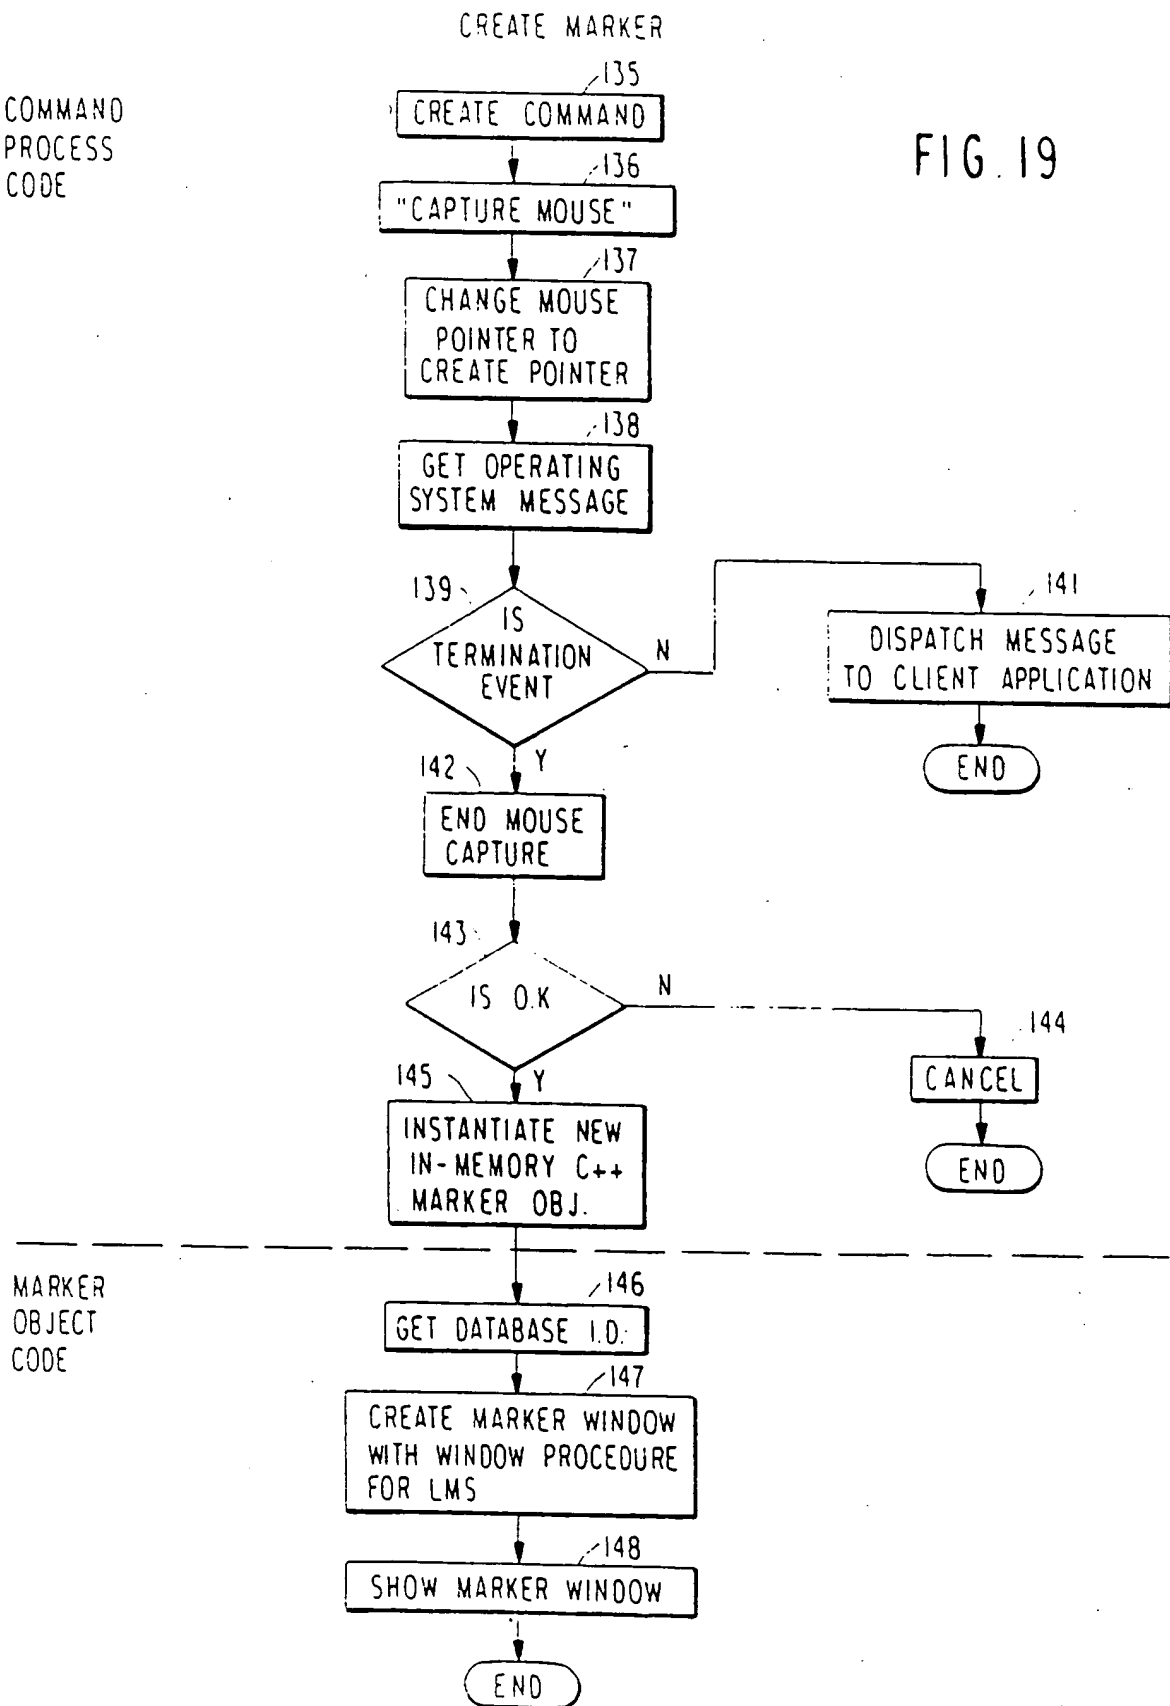 CREATE MARKER
COMMAND
PROCESS
CODE
FIG. 19
135
CREATE COMMAND
136
"CAPTURE MOUSE"
137
CHANGE MOUSE
POINTER TO
CREATE POINTER
138
GET OPERATING
SYSTEM MESSAGE
139
IS
TERMINATION
EVENT
N
141
DISPATCH MESSAGE
TO CLIENT APPLICATION
END
Y
142
END MOUSE
CAPTURE
143
IS O.K
N
144
CANCEL
END
Y
145
INSTANTIATE NEW
IN-MEMORY C++
MARKER OBJ.
MARKER
OBJECT
CODE
146
GET DATABASE I.D.
147
CREATE MARKER WINDOW
WITH WINDOW PROCEDURE
FOR LMS
148
SHOW MARKER WINDOW
END